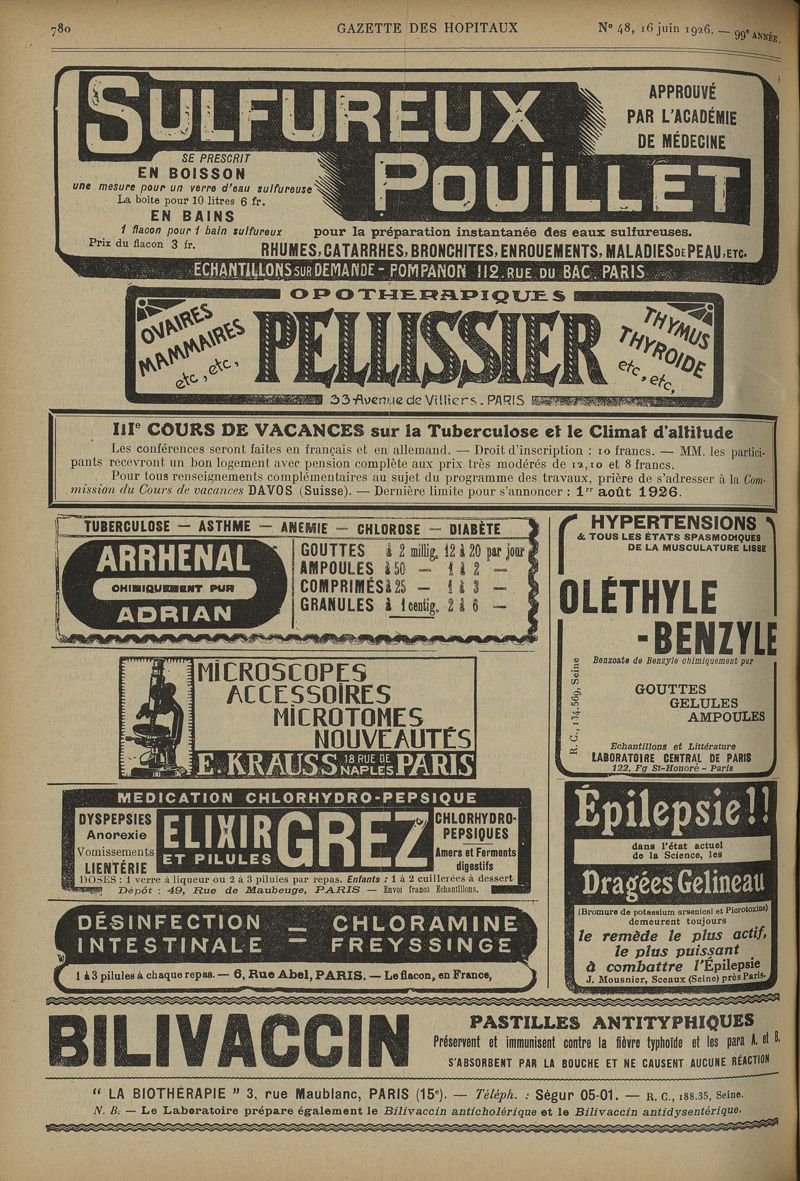 780
GAZETTE DES HOPITAUX
N° 48, 16 juin 1926. — 99e ANNÉE.
SULFUREUX
POUILLET
APPROUVÉ
PAR L'ACADÉMIE
DE MÉDECINE
SE PRESCRIT
EN BOISSON
une mesure pour un verre d'eau sulfureuse
La boite pour 10 litres 6 fr.
EN BAINS
1 flacon pour 1 bain sulfureux
Prix du flacon 3 fr.
pour la préparation instantanée des eaux sulfureuses.
RHUMES, CATARRHES, BRONCHITES, ENROUEMENTS, MALADIES DE PEAU, ETC.
ÉCHANTILLONS SUR DEMANDE - POMPANON 112, RUE DU BAC. PARIS
OPOTHERAPIQUES
OVAIRES
MAMMAIRES
etc, etc,
PELLISSIER
THYMUS
THYROIDE
etc, etc,
33-Avenue de Villiers. PARIS
IIIe COURS DE VACANCES sur la Tuberculose et le Climat d'altitude
Les conférences seront faites en français et en allemand. — Droit d'inscription : 10 francs. — MM. les partici-
pants recevront un bon logement avec pension complète aux prix très modérés de 12, 10 et 8 francs.
Pour tous renseignements complémentaires au sujet du programme des travaux, prière de s'adresser à la Com-
mission du Cours de vacances DAVOS (Suisse). — Dernière limite pour s'annoncer : 1er août 1926.
TUBERCULOSE — ASTHME — ANEMIE — CHLOROSE — DIABÈTE
ARRHENAL
CHIMIQUEMENT PUR
ADRIAN
GOUTTES à 2 millig. 12 à 20 par jour
AMPOULES à 50 — 1 à 2 —
COMPRIMÉS à 25 — 1 à 3 —
GRANULES à 1 centig. 2 à 6 —
HYPERTENSIONS
& TOUS LES ÉTATS SPASMODIQUES
DE LA MUSCULATURE LISSE
OLÉTHYLE
-BENZYLE
Benzoate de Benzyle chimiquement pur
GOUTTES
GELULES
AMPOULES
R. C., 134-569, Seine
Echantillons et Littérature
LABORATOIRE CENTRAL DE PARIS
122, Fg St-Honoré - Paris
MICROSCOPES
ACCESSOIRES
MICROTOMES
NOUVEAUTÉS
E. KRAUSS 18 RUE DE NAPLES PARIS
MEDICATION CHLORHYDRO-PEPSIQUE
DYSPEPSIES
Anorexie
Vomissements
LIENTÉRIE
ELIXIR
ET PILULES
GREZ
CHLORHYDRO-
PEPSIQUES
Amers et Ferments
digestifs
DOSES : 1 verre à liqueur ou 2 à 3 pilules par repas. Enfants : 1 à 2 cuillerées à dessert
Dépôt : 49, Rue de Maubeuge, PARIS — Envoi franco Echantillons.
Épilepsie!!
dans l'état actuel
de la Science, les
Dragées Gelineau
(Bromure de potassium arsenical et Picrotoxine)
demeurent toujours
le remède le plus actif,
le plus puissant
à combattre l'Épilepsie
J. Mousnier, Sceaux (Seine) près Paris.
DÉSINFECTION — CHLORAMINE
INTESTINALE — FREYSSINGE
1 à 3 pilules à chaque repas. — 6, Rue Abel, PARIS. — Le flacon, en France,
BILIVACCIN
PASTILLES ANTITYPHIQUES
Préservent et immunisent contre la fièvre typhoïde et les para A. et B.
S'ABSORBENT PAR LA BOUCHE ET NE CAUSENT AUCUNE RÉACTION
“ LA BIOTHÉRAPIE ” 3, rue Maublanc, PARIS (15e). — Téléph. : Ségur 05-01. — R. C., 188.35, Seine.
N. B. — Le Laboratoire prépare également le Bilivaccin anticholérique et le Bilivaccin antidysentérique.